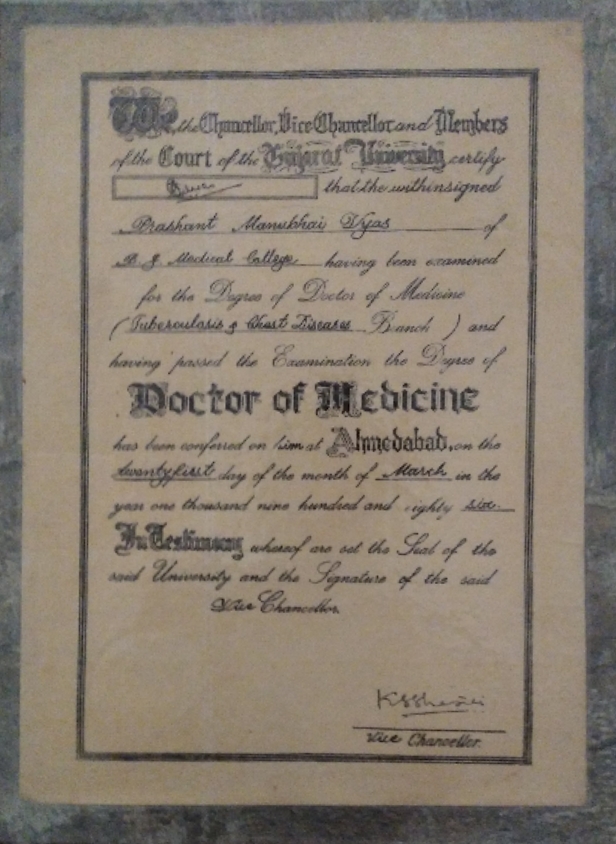 We, the Chancellor, Vice Chancellor and Members
of the Court of the Gujarat University certify
that the unthinsigned
Prashant Manubhai Vyas of
B. J. Medical College having been examined
for the Degree of Doctor of Medicine
( Tuberculosis & Chest Diseases Branch ) and
having passed the Examination the Degree of
Doctor of Medicine
has been conferred on him at Ahmedabad, on the
twentyfirst day of the month of March in the
year one thousand nine hundred and eighty six.
In Testimony whereof are set the Seal of the
said University and the Signature of the said
Vice Chancellor.
Vice Chancellor.